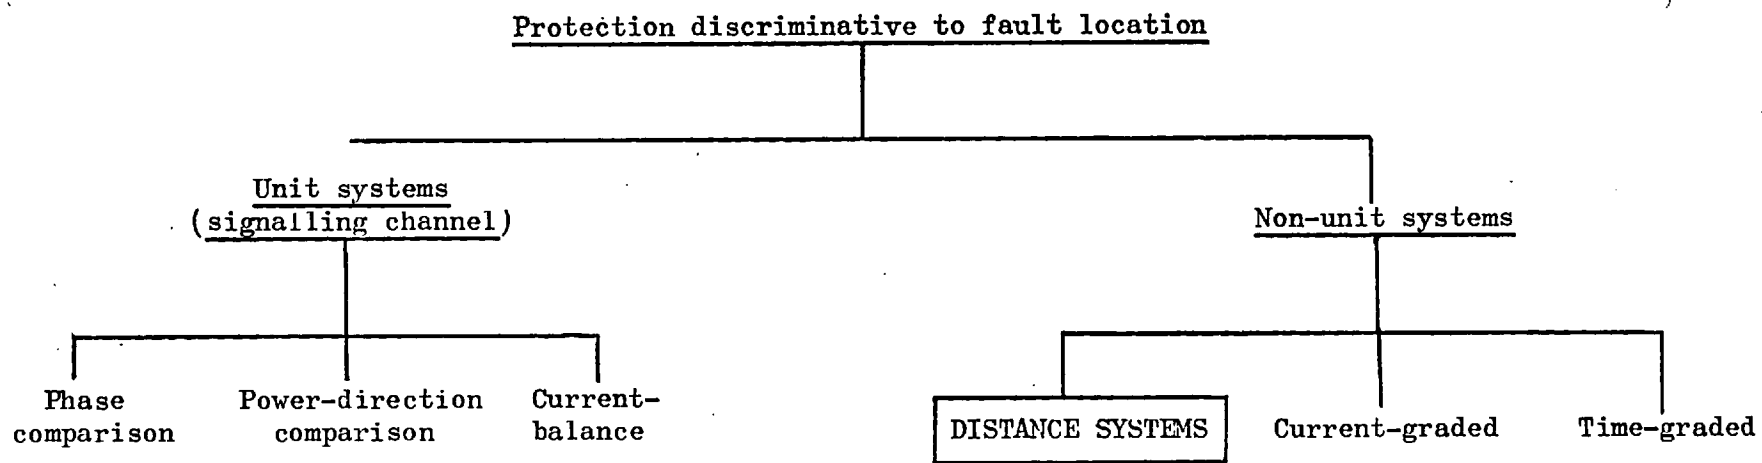 Protection discriminative to fault location
Unit systems
(signalling channel)
Non-unit systems
Phase
comparison
Power-direction
comparison
Current-
balance
DISTANCE SYSTEMS
Current-graded
Time-graded